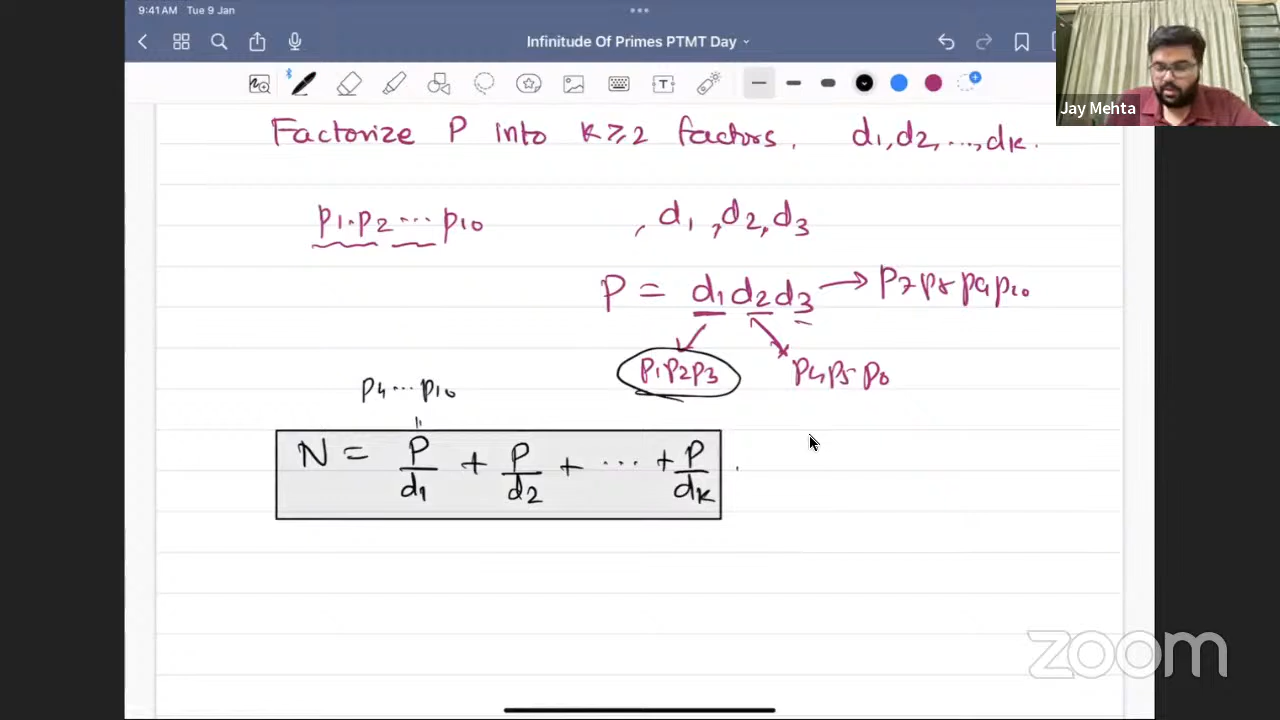 9:41 AM Tue 9 Jan
Infinitude Of Primes PTMT Day
Jay Mehta
Factorize P into k≥2 factors. d1,d2,...,dk.
p1.p2 ... p10
, d1, d2, d3
P = d1d2d3 → p7p8p9p10
p1p2p3
p4p5p6
p4...p10
"
N = P/d1 + P/d2 + ... + P/dk
zoom